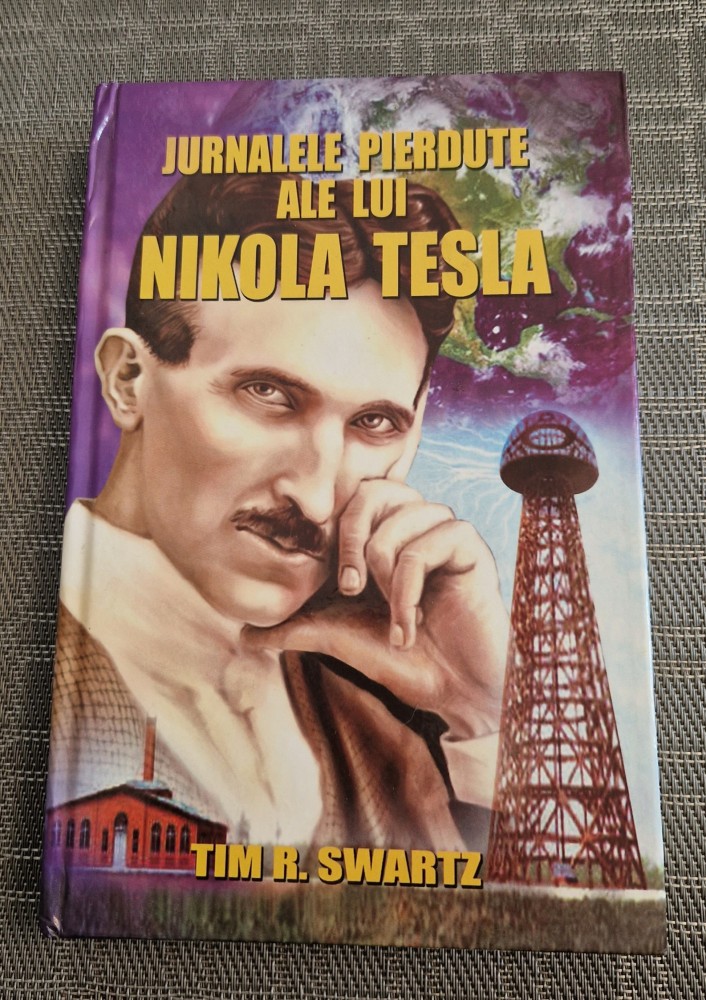 JURNALELE PIERDUTE
ALE LUI
NIKOLA TESLA
TIM R. SWARTZ